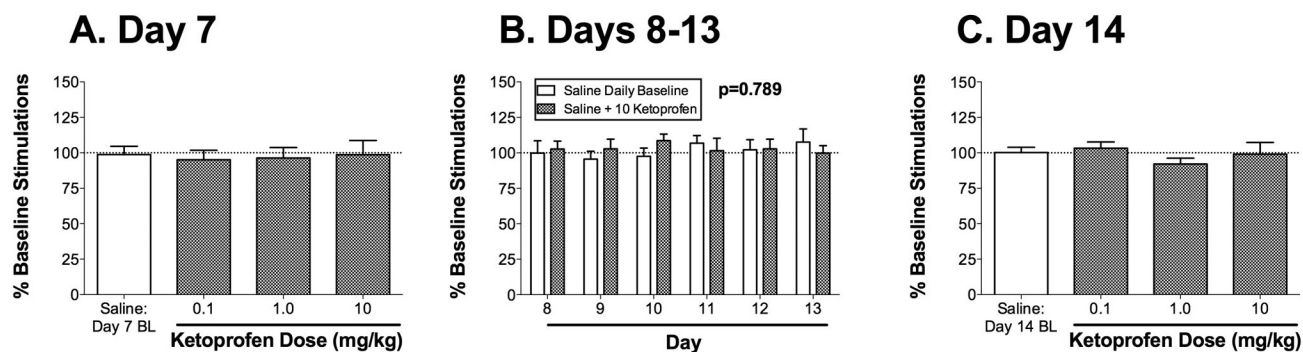 A. Day 7
% Baseline Stimulations
150
125
100
75
50
25
0
Saline:
Day 7 BL
0.1
1.0
10
Ketoprofen Dose (mg/kg)
B. Days 8-13
% Baseline Stimulations
150
125
100
75
50
25
0
Saline Daily Baseline
Saline + 10 Ketoprofen
p=0.789
8
9
10
11
12
13
Day
C. Day 14
% Baseline Stimulations
150
125
100
75
50
25
0
Saline:
Day 14 BL
0.1
1.0
10
Ketoprofen Dose (mg/kg)